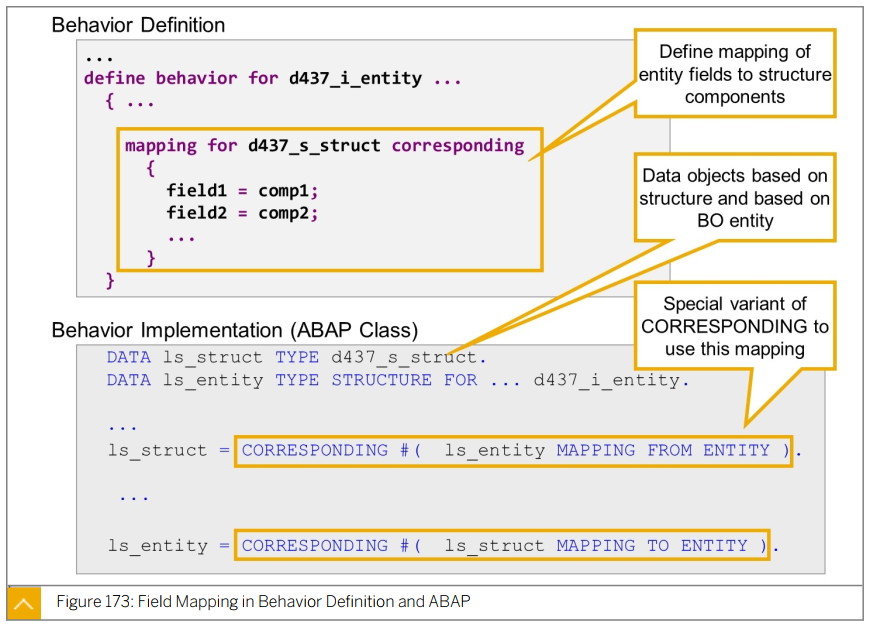 Behavior Definition
...
define behavior for d437_i_entity ...
{ ...
mapping for d437_s_struct corresponding
{
field1 = comp1;
field2 = comp2;
...
}
}
Define mapping of
entity fields to structure
components
Data objects based on
structure and based on
BO entity
Special variant of
CORRESPONDING to
use this mapping
Behavior Implementation (ABAP Class)
DATA ls_struct TYPE d437_s_struct.
DATA ls_entity TYPE STRUCTURE FOR ... d437_i_entity.
...
ls_struct = CORRESPONDING #( ls_entity MAPPING FROM ENTITY ).
...
ls_entity = CORRESPONDING #( ls_struct MAPPING TO ENTITY ).
Figure 173: Field Mapping in Behavior Definition and ABAP